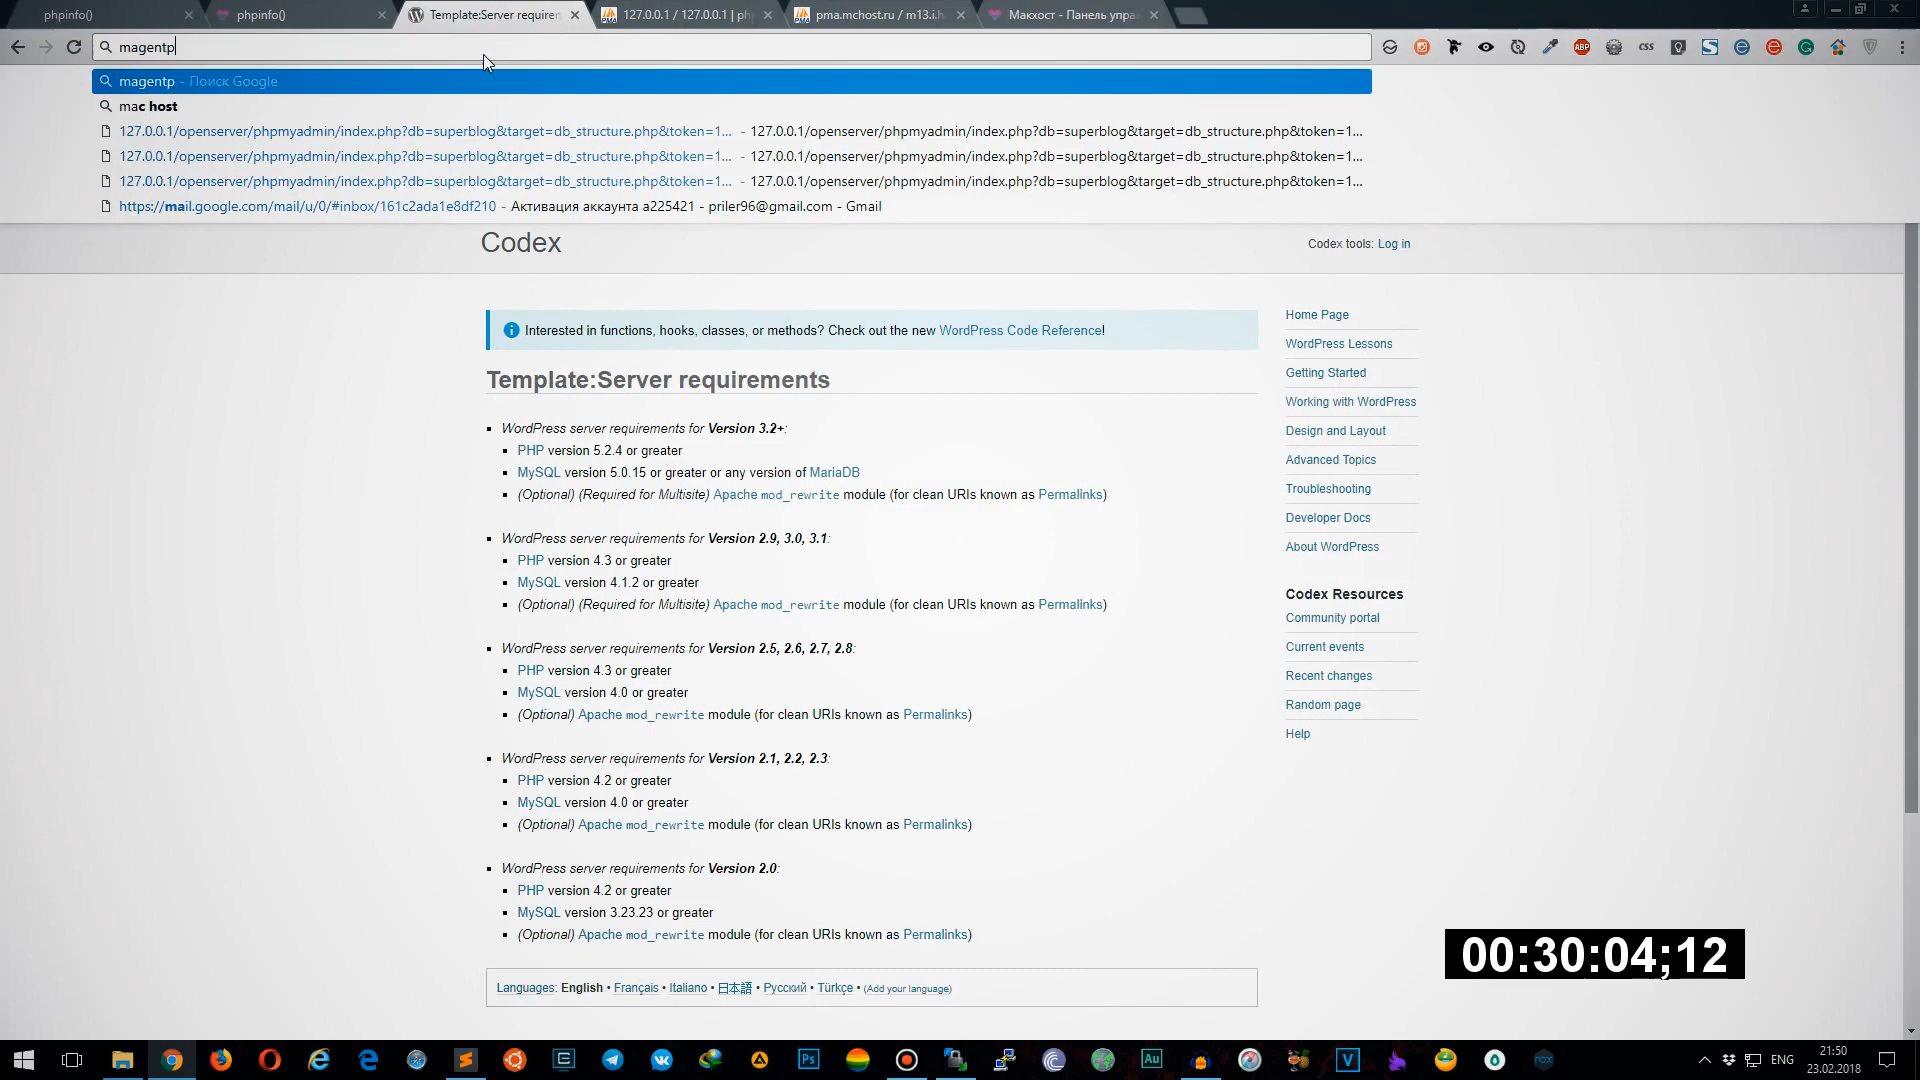 phpinfo()
phpinfo()
Template:Server requiren
127.0.0.1 / 127.0.0.1 | ph
pma.mchost.ru / m13.i.h
Макхост - Панель упра
magentp
magentp - Поиск Google
mac host
127.0.0.1/openserver/phpmyadmin/index.php?db=superblog&target=db_structure.php&token=1... - 127.0.0.1/openserver/phpmyadmin/index.php?db=superblog&target=db_structure.php&token=1...
127.0.0.1/openserver/phpmyadmin/index.php?db=superblog&target=db_structure.php&token=1... - 127.0.0.1/openserver/phpmyadmin/index.php?db=superblog&target=db_structure.php&token=1...
127.0.0.1/openserver/phpmyadmin/index.php?db=superblog&target=db_structure.php&token=1... - 127.0.0.1/openserver/phpmyadmin/index.php?db=superblog&target=db_structure.php&token=1...
https://mail.google.com/mail/u/0/#inbox/161c2ada1e8df210 - Активация аккаунта a225421 - priler96@gmail.com - Gmail
Codex
Codex tools: Log in
Interested in functions, hooks, classes, or methods? Check out the new WordPress Code Reference!
Template:Server requirements
WordPress server requirements for Version 3.2+:
PHP version 5.2.4 or greater
MySQL version 5.0.15 or greater or any version of MariaDB
(Optional) (Required for Multisite) Apache mod_rewrite module (for clean URIs known as Permalinks)
WordPress server requirements for Version 2.9, 3.0, 3.1:
PHP version 4.3 or greater
MySQL version 4.1.2 or greater
(Optional) (Required for Multisite) Apache mod_rewrite module (for clean URIs known as Permalinks)
WordPress server requirements for Version 2.5, 2.6, 2.7, 2.8:
PHP version 4.3 or greater
MySQL version 4.0 or greater
(Optional) Apache mod_rewrite module (for clean URIs known as Permalinks)
WordPress server requirements for Version 2.1, 2.2, 2.3:
PHP version 4.2 or greater
MySQL version 4.0 or greater
(Optional) Apache mod_rewrite module (for clean URIs known as Permalinks)
WordPress server requirements for Version 2.0:
PHP version 4.2 or greater
MySQL version 3.23.23 or greater
(Optional) Apache mod_rewrite module (for clean URIs known as Permalinks)
Languages: English • Français • Italiano • 日本語 • Русский • Türkçe • (Add your language)
Home Page
WordPress Lessons
Getting Started
Working with WordPress
Design and Layout
Advanced Topics
Troubleshooting
Developer Docs
About WordPress
Codex Resources
Community portal
Current events
Recent changes
Random page
Help
00:30:04;12
ABP
css
Ps
Au
V
ENG
21:50
23.02.2018